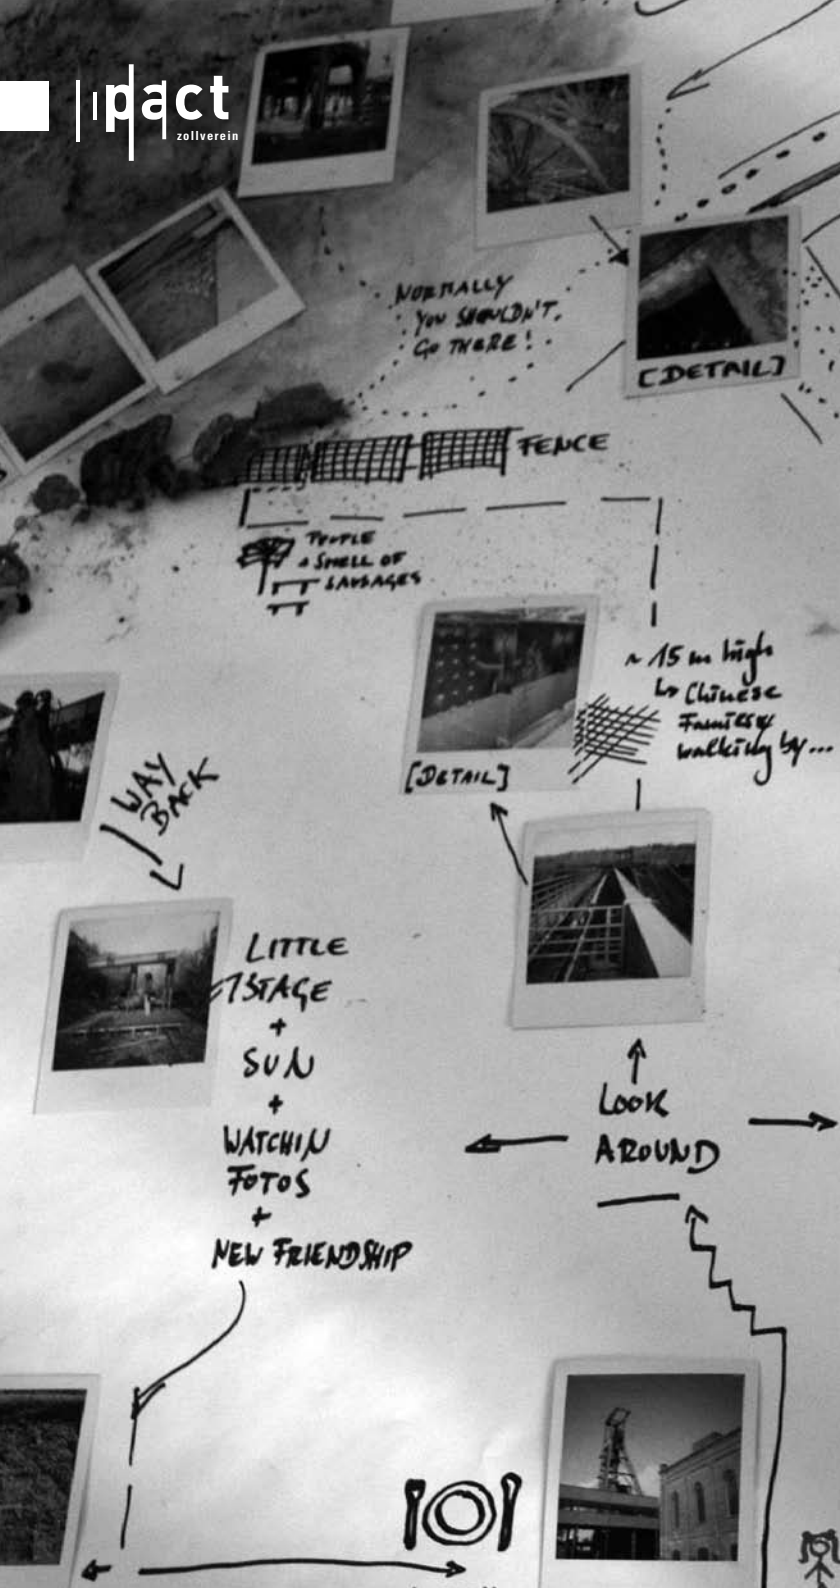 pact
zollverein
NORMALLY
YOU SHOULDN'T
GO THERE!
[DETAIL]
FENCE
PEOPLE
+ SMELL OF
SAUSAGES
~ 15 m high
↳ Chinese
Family
walking by...
[DETAIL]
WAY
BACK
LITTLE
STAGE
+
SUN
+
WATCHIN
FOTOS
+
NEW FRIENDSHIP
LOOK
AROUND